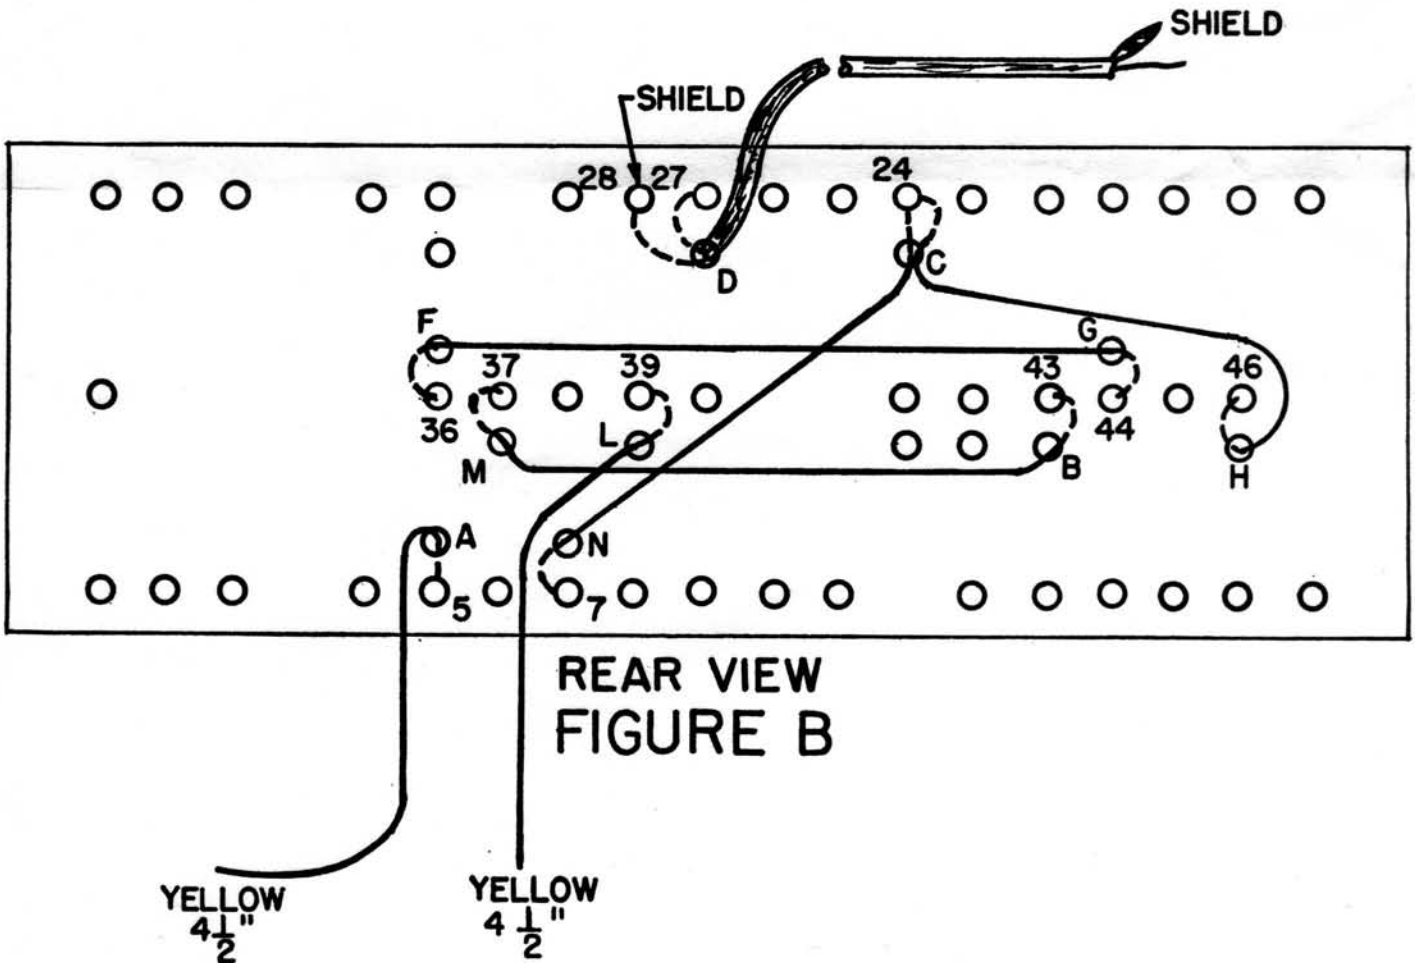 SHIELD
SHIELD
28 27 24
D C
F G
37 39 43 46
36 44
M L B H
A N
5 7
REAR VIEW
FIGURE B
YELLOW
4 1/2"
YELLOW
4 1/2"